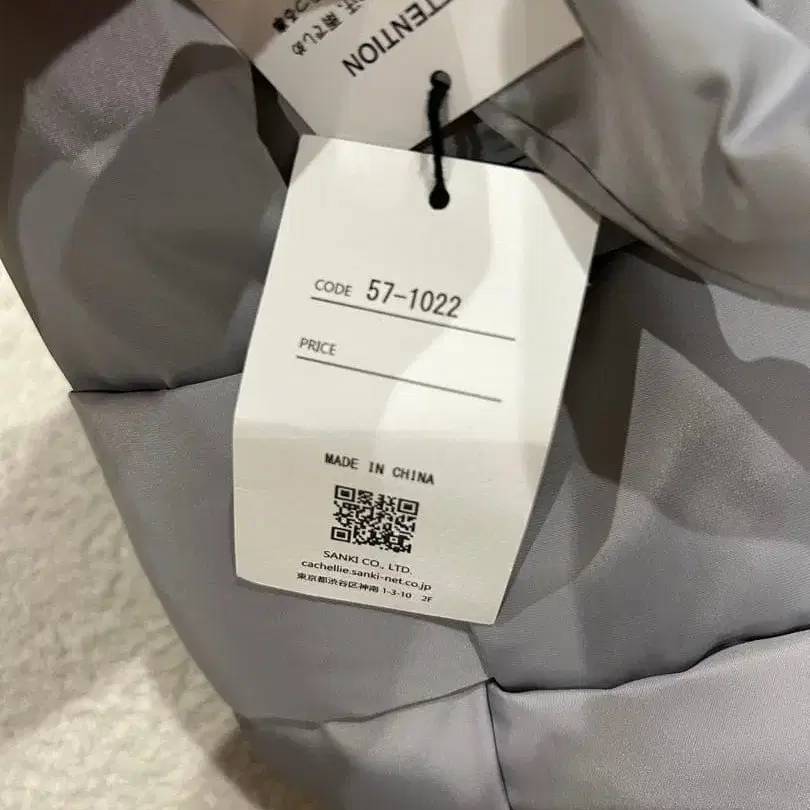 ATTENTION
CODE 57-1022
PRICE
MADE IN CHINA
SANKI CO., LTD.
cachellie.sanki-net.co.jp
東京都渋谷区神南 1-3-10 2F